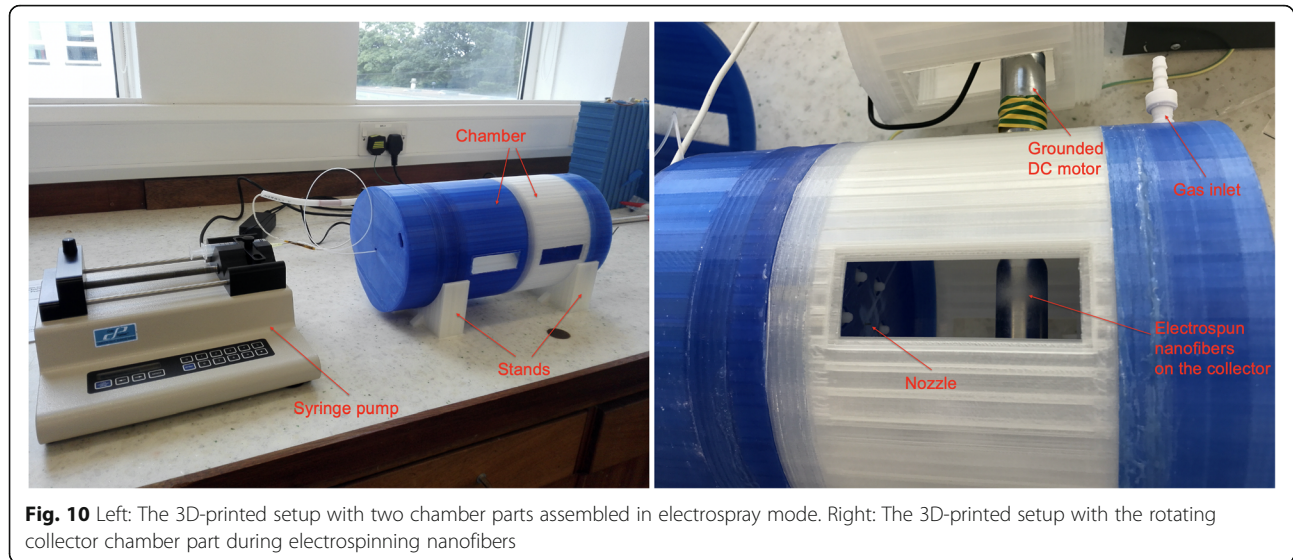 Chamber
Stands
Syringe pump
Grounded
DC motor
Gas inlet
Nozzle
Electrospun
nanofibers
on the collector
Fig. 10 Left: The 3D-printed setup with two chamber parts assembled in electrospray mode. Right: The 3D-printed setup with the rotating
collector chamber part during electrospinning nanofibers